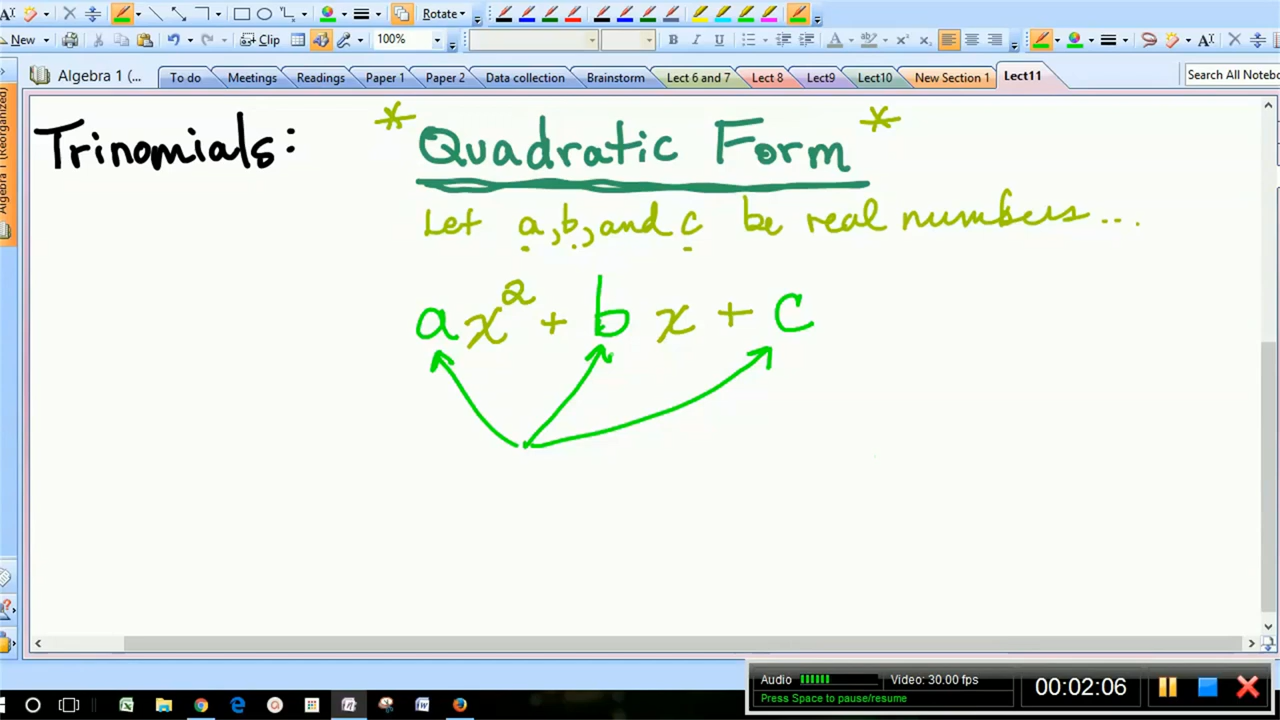 Rotate
New
Clip
100%
B I U
Algebra 1 (...
To do
Meetings
Readings
Paper 1
Paper 2
Data collection
Brainstorm
Lect 6 and 7
Lect 8
Lect9
Lect10
New Section 1
Lect11
Search All Notebo
Algebra I (Reorganized
Trinomials:
* Quadratic Form *
Let a, b, and c be real numbers...
ax² + bx + c
Audio
Video: 30.00 fps
Press Space to pause/resume
00:02:06